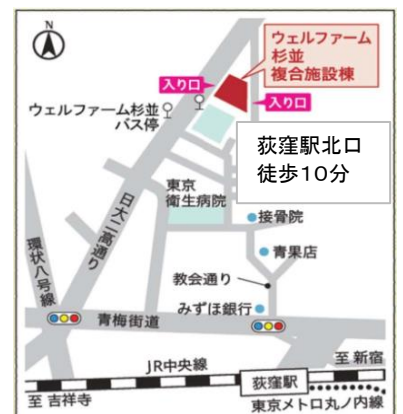 N
ウェルファーム
杉並
複合施設棟
入り口
入り口
ウェルファーム杉並
バス停
荻窪駅北口
徒歩10分
東京
衛生病院
接骨院
日大二高通り
青果店
環状八号線
教会通り
みずほ銀行
青梅街道
JR中央線
至 新宿
荻窪駅
至 吉祥寺
東京メトロ丸ノ内線